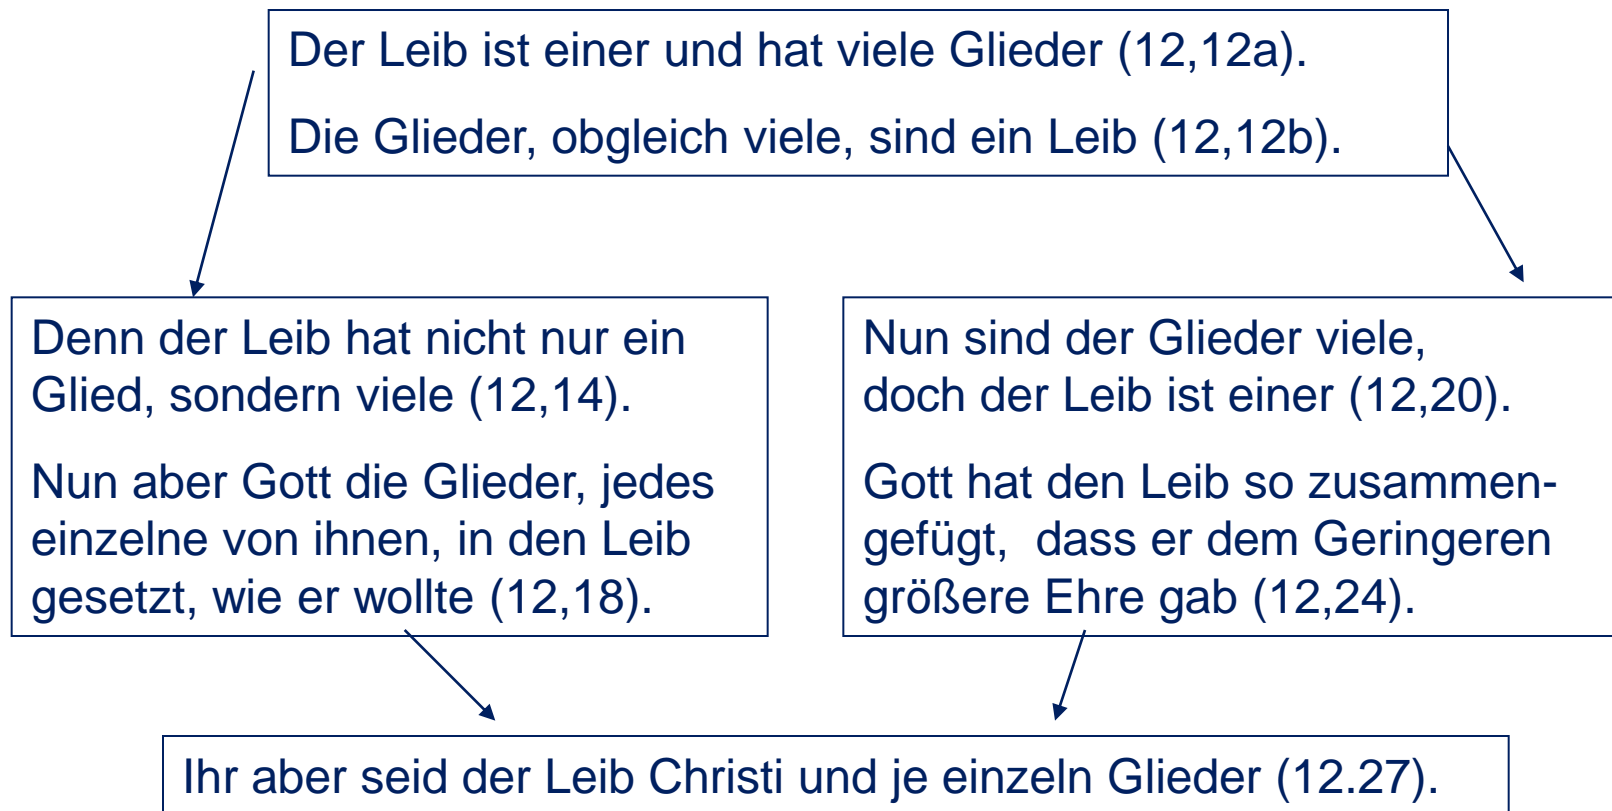 Der Leib ist einer und hat viele Glieder (12,12a).
Die Glieder, obgleich viele, sind ein Leib (12,12b).
Denn der Leib hat nicht nur ein
Glied, sondern viele (12,14).
Nun aber Gott die Glieder, jedes
einzelne von ihnen, in den Leib
gesetzt, wie er wollte (12,18).
Nun sind der Glieder viele,
doch der Leib ist einer (12,20).
Gott hat den Leib so zusammen-
gefügt,  dass er dem Geringeren
größere Ehre gab (12,24).
Ihr aber seid der Leib Christi und je einzeln Glieder (12.27).